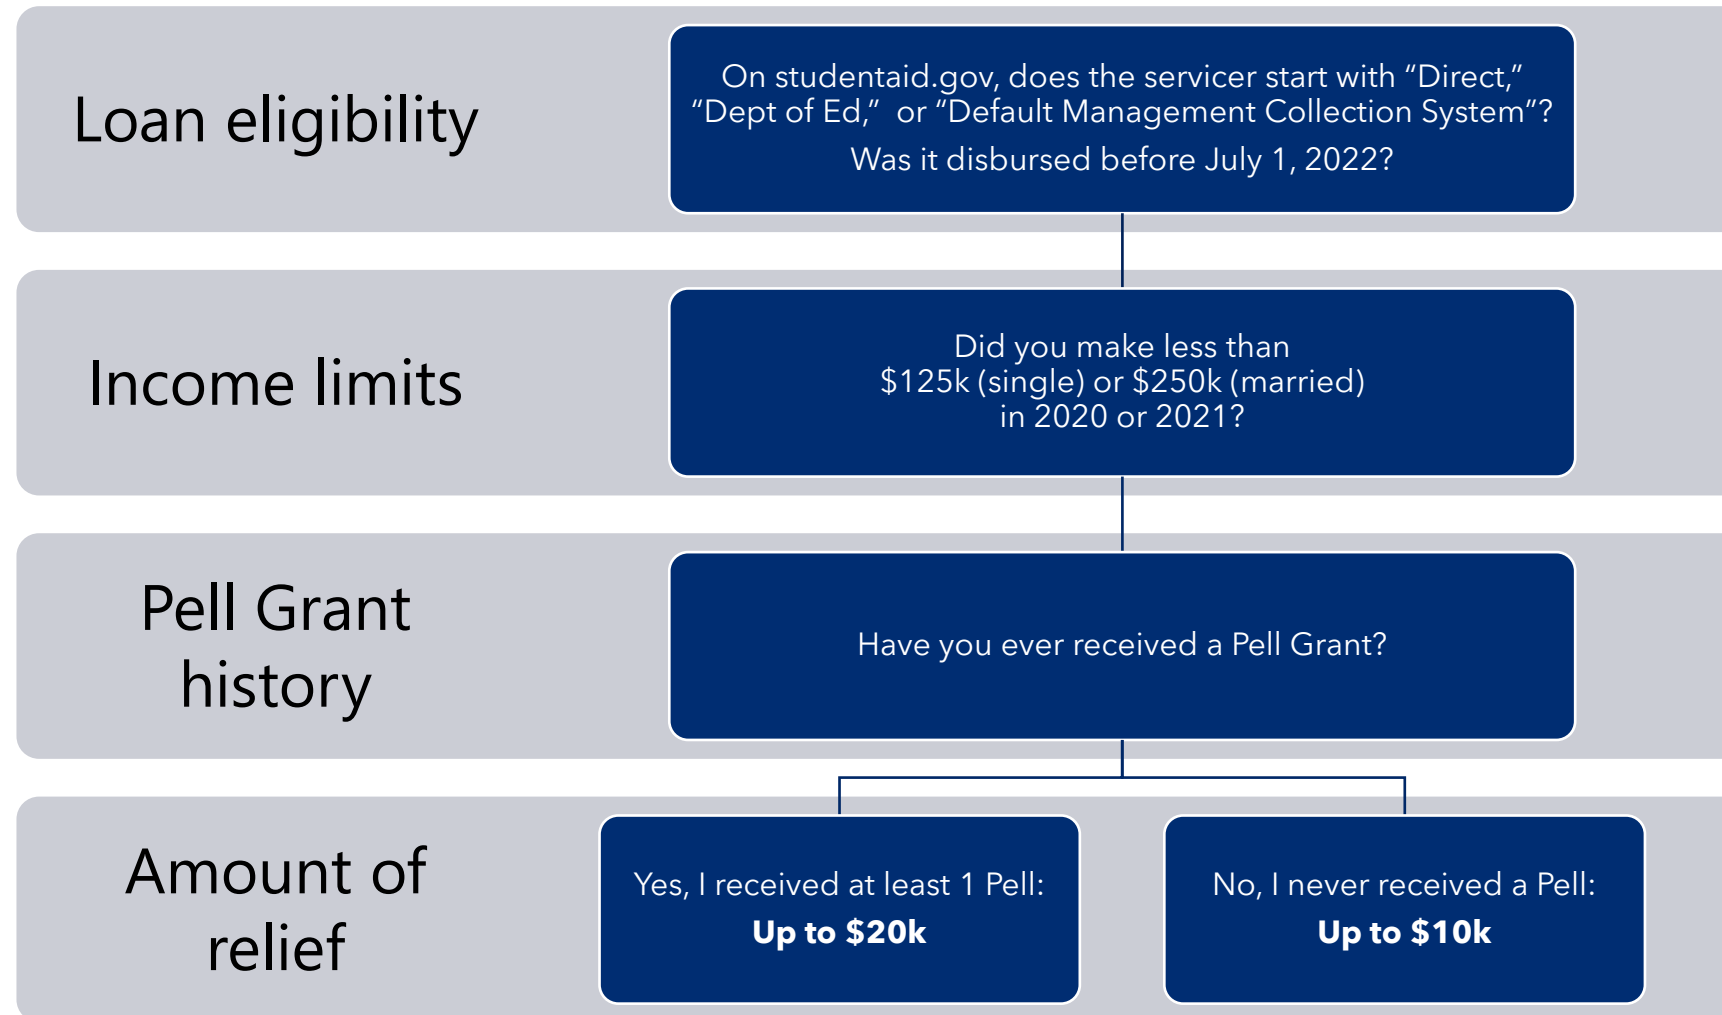 Loan eligibility
On studentaid.gov, does the servicer start with “Direct,”
“Dept of Ed,” or “Default Management Collection System”?
Was it disbursed before July 1, 2022?
Income limits
Did you make less than
$125k (single) or $250k (married)
in 2020 or 2021?
Pell Grant
history
Have you ever received a Pell Grant?
Amount of
relief
Yes, I received at least 1 Pell:
Up to $20k
No, I never received a Pell:
Up to $10k